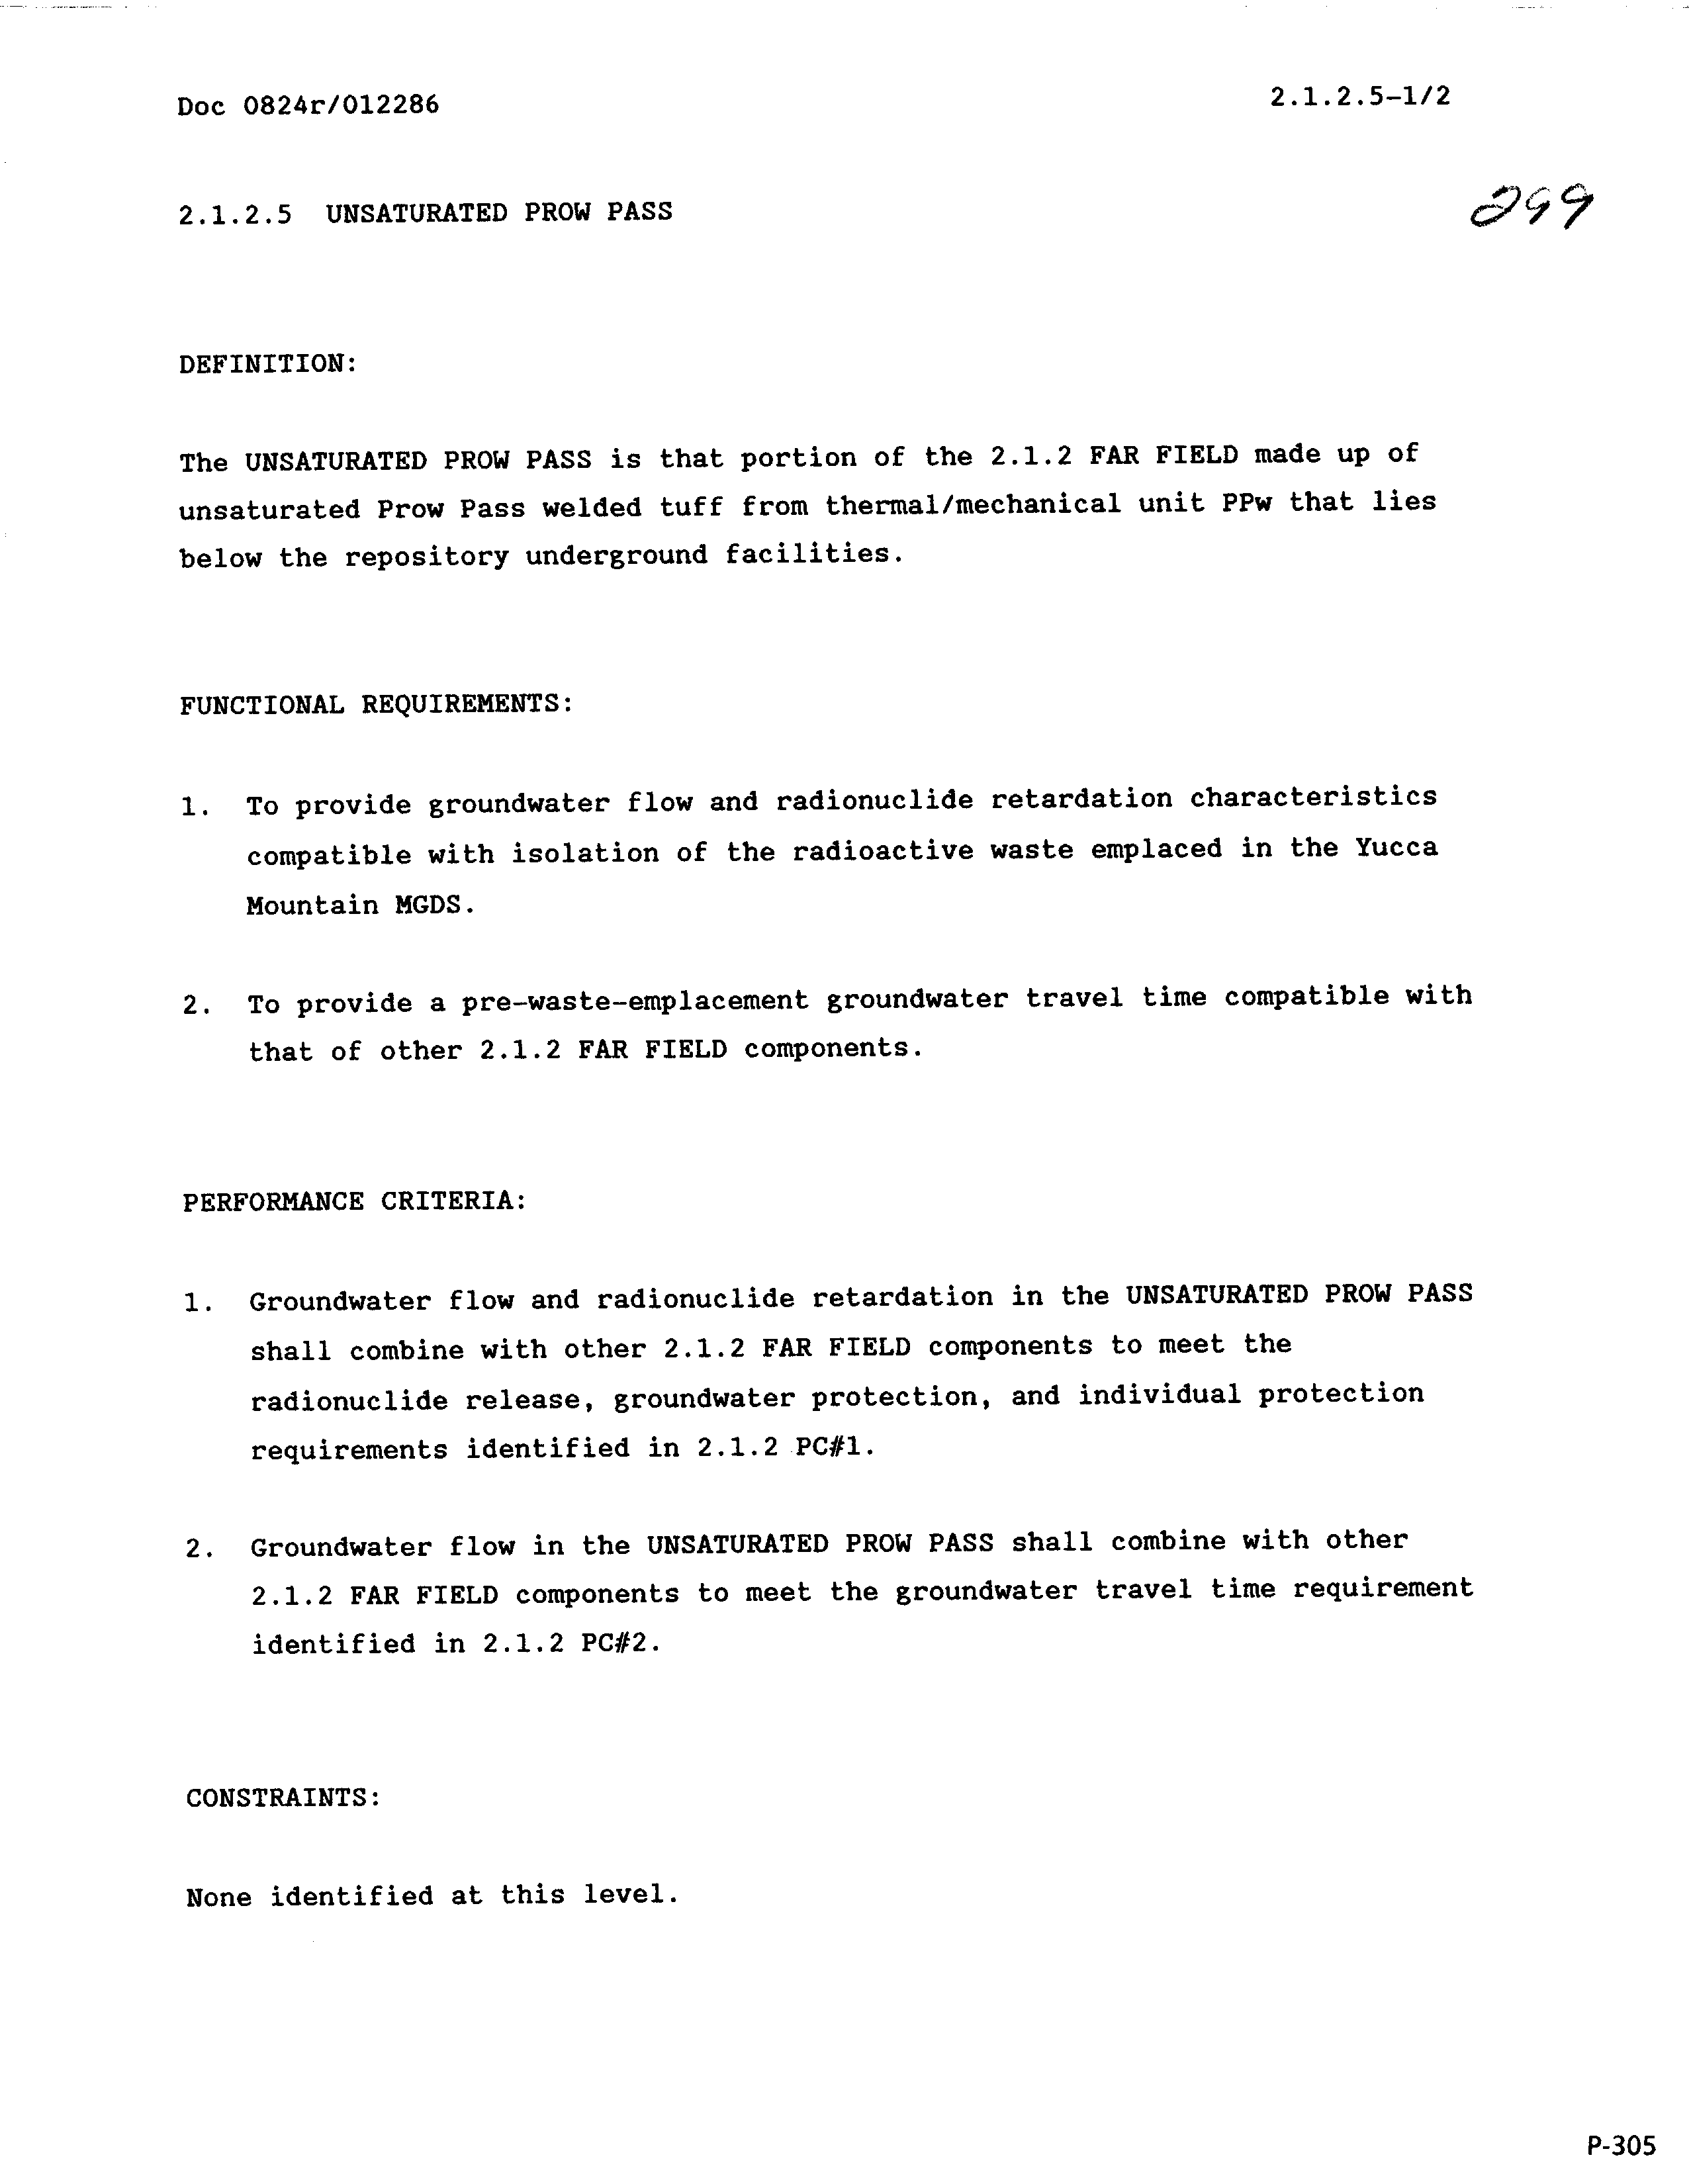 Doc 0824r/012286
2.1.2.5-1/2
2.1.2.5 UNSATURATED PROW PASS
299
DEFINITION:
The UNSATURATED PROW PASS is that portion of the 2.1.2 FAR FIELD made up of
unsaturated Prow Pass welded tuff from thermal/mechanical unit PPw that lies
below the repository underground facilities.
FUNCTIONAL REQUIREMENTS:
1. To provide groundwater flow and radionuclide retardation characteristics
compatible with isolation of the radioactive waste emplaced in the Yucca
Mountain MGDS.
2. To provide a pre-waste-emplacement groundwater travel time compatible with
that of other 2.1.2 FAR FIELD components.
PERFORMANCE CRITERIA:
1. Groundwater flow and radionuclide retardation in the UNSATURATED PROW PASS
shall combine with other 2.1.2 FAR FIELD components to meet the
radionuclide release, groundwater protection, and individual protection
requirements identified in 2.1.2 PC#1.
2. Groundwater flow in the UNSATURATED PROW PASS shall combine with other
2.1.2 FAR FIELD components to meet the groundwater travel time requirement
identified in 2.1.2 PC#2.
CONSTRAINTS:
None identified at this level.
P-305